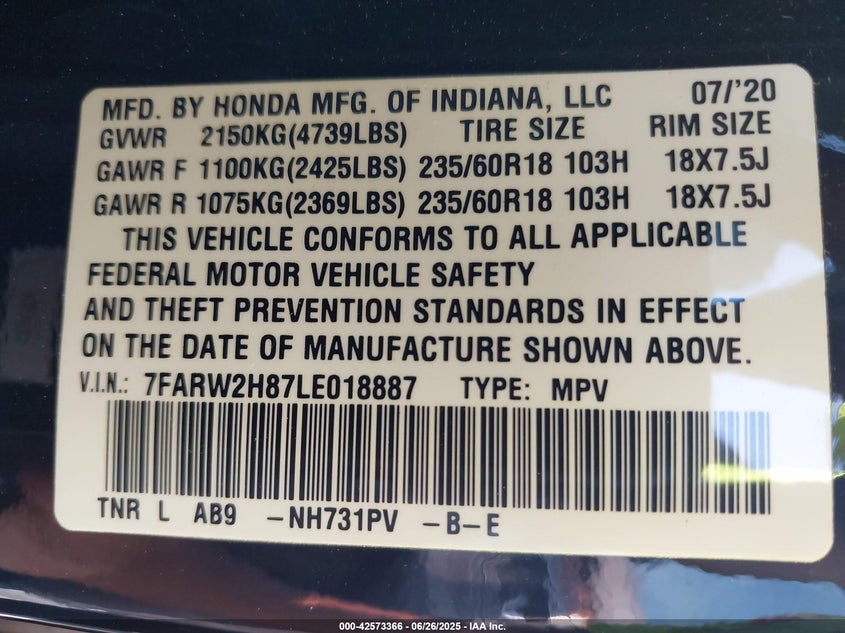 MFD. BY HONDA MFG. OF INDIANA, LLC 07/'20
GVWR 2150KG(4739LBS) TIRE SIZE RIM SIZE
GAWR F 1100KG(2425LBS) 235/60R18 103H 18X7.5J
GAWR R 1075KG(2369LBS) 235/60R18 103H 18X7.5J
THIS VEHICLE CONFORMS TO ALL APPLICABLE
FEDERAL MOTOR VEHICLE SAFETY
AND THEFT PREVENTION STANDARDS IN EFFECT
ON THE DATE OF MANUFACTURE SHOWN ABOVE.
V.I.N.: 7FARW2H87LE018887 TYPE: MPV
TNR L AB9 -NH731PV -B-E
000-42573366 - 06/26/2025 - IAA Inc.